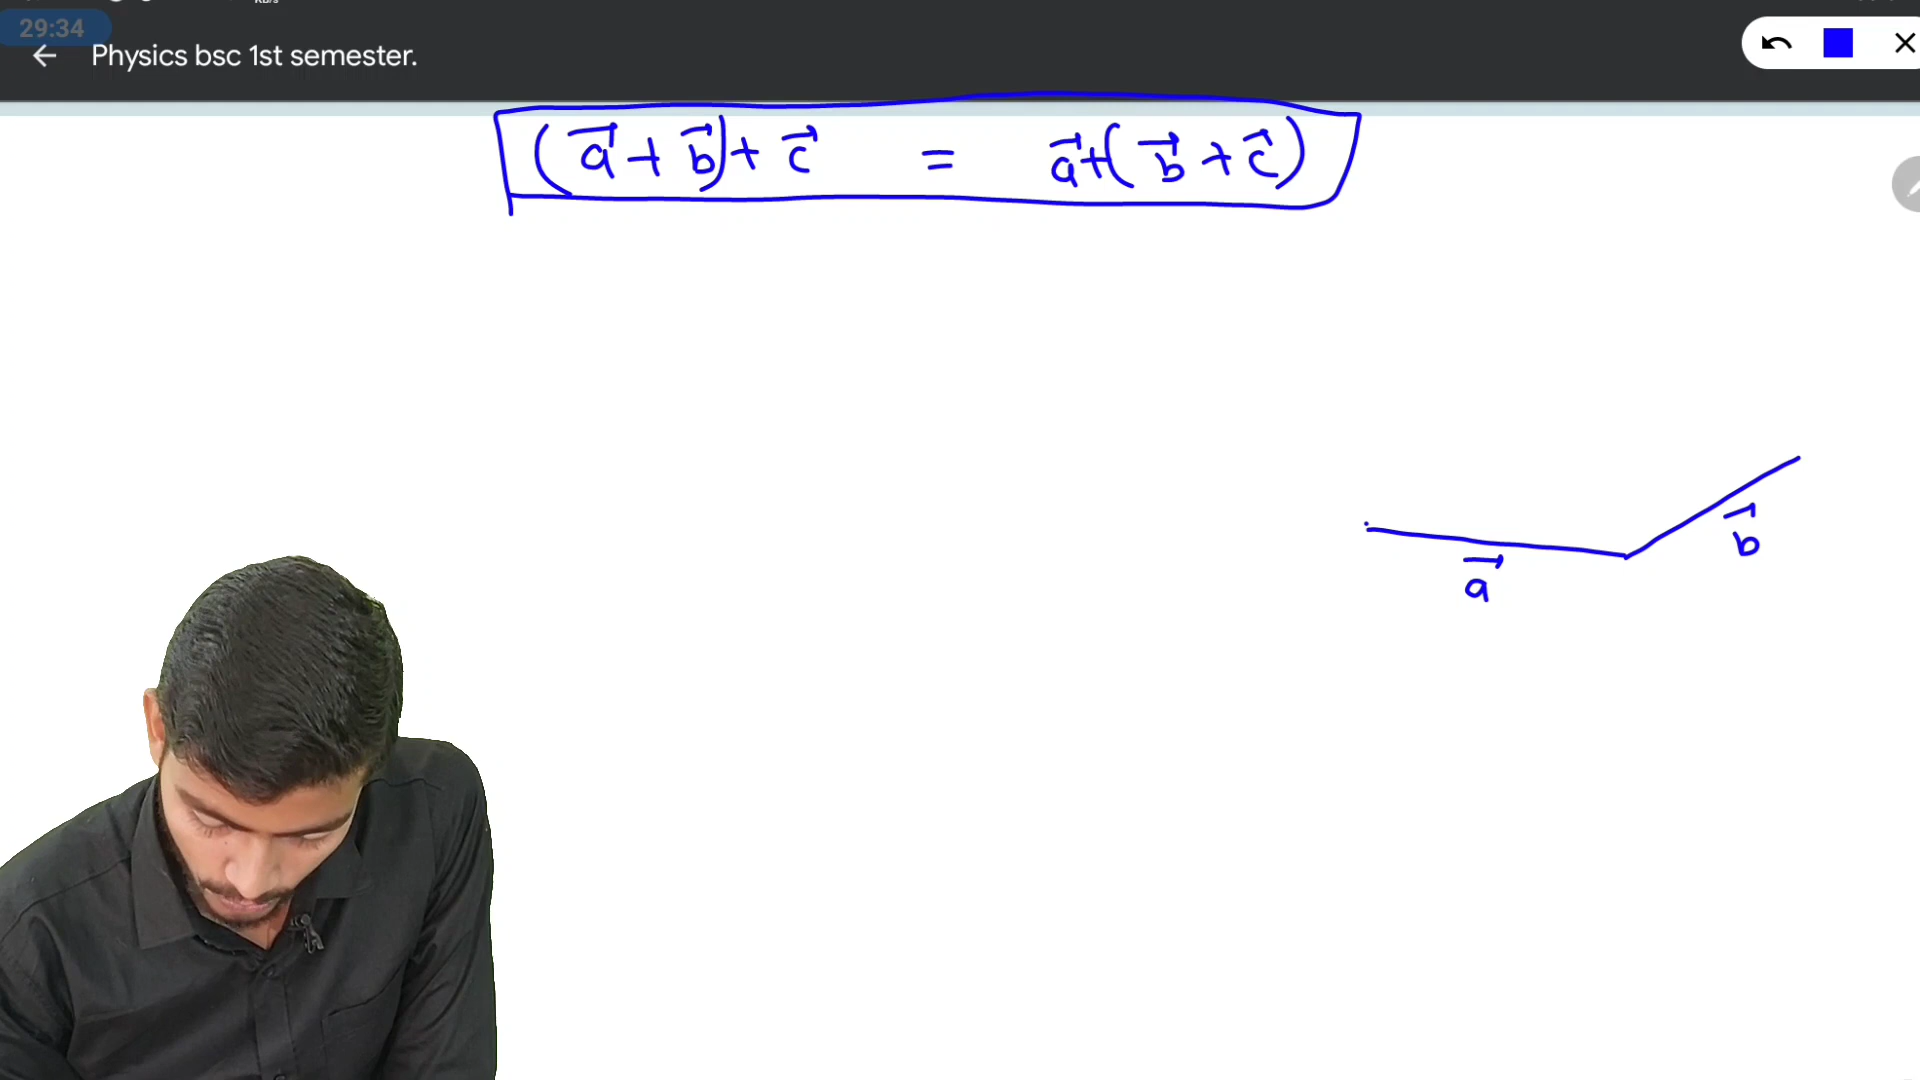 29:34
Physics bsc 1st semester.
(a⃗ + b⃗) + c⃗ = a⃗ + (b⃗ + c⃗)
a⃗
b⃗